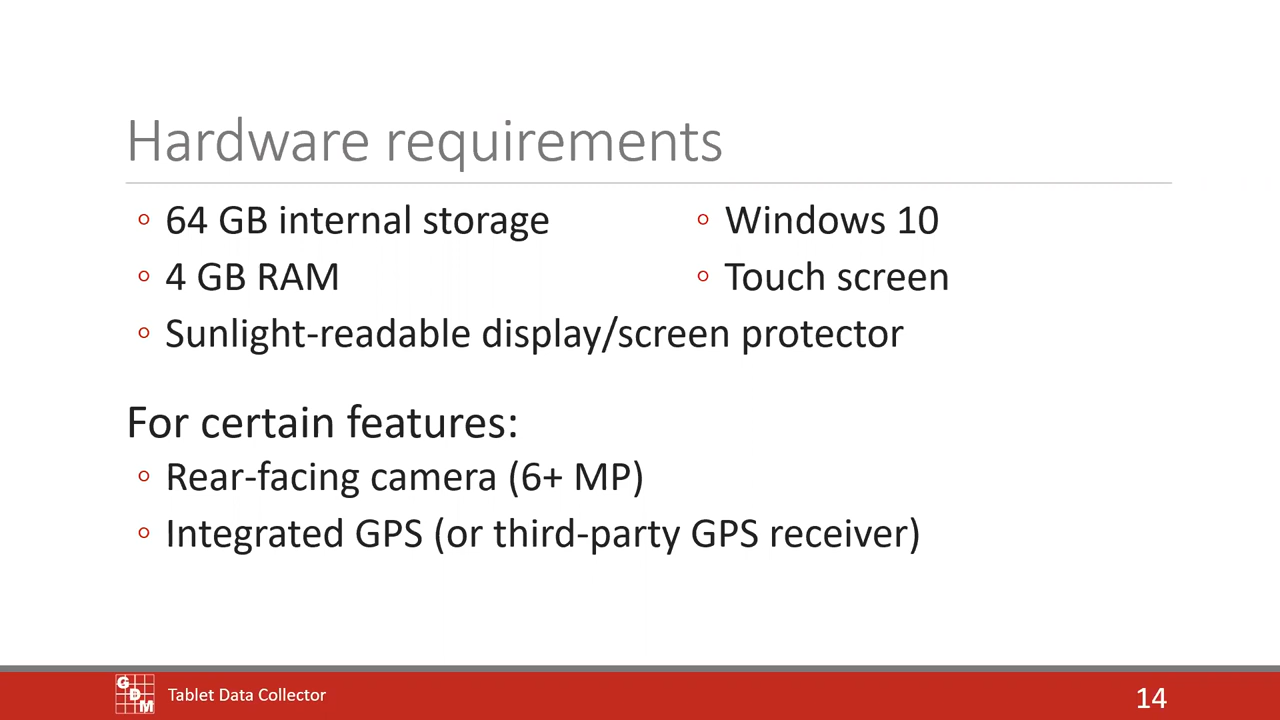 Hardware requirements
◦ 64 GB internal storage
◦ Windows 10
◦ 4 GB RAM
◦ Touch screen
◦ Sunlight-readable display/screen protector
For certain features:
◦ Rear-facing camera (6+ MP)
◦ Integrated GPS (or third-party GPS receiver)
GDM
Tablet Data Collector
14